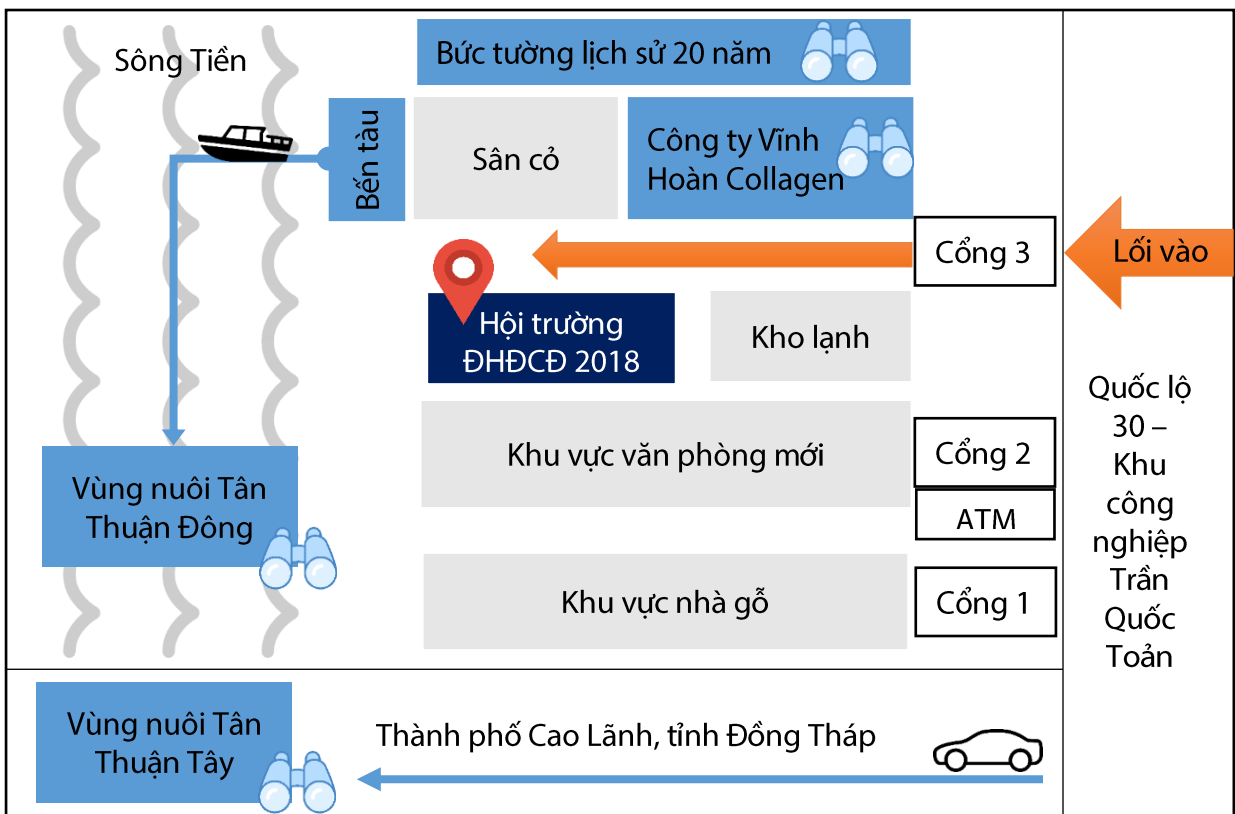 Sông Tiền
Bức tường lịch sử 20 năm
Bến tàu
Sân cỏ
Công ty Vĩnh
Hoàn Collagen
Cổng 3
Lối vào
Hội trường
ĐHĐCĐ 2018
Kho lạnh
Quốc lộ
30 –
Khu
công
nghiệp
Trần
Quốc
Toản
Khu vực văn phòng mới
Cổng 2
ATM
Vùng nuôi Tân
Thuận Đông
Khu vực nhà gỗ
Cổng 1
Vùng nuôi Tân
Thuận Tây
Thành phố Cao Lãnh, tỉnh Đồng Tháp